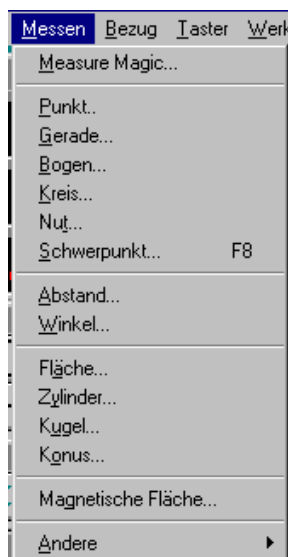 Messen Bezug Taster Werk
Measure Magic...
Punkt..
Gerade...
Bogen...
Kreis...
Nut...
Schwerpunkt... F8
Abstand...
Winkel...
Fläche...
Zylinder...
Kugel...
Konus...
Magnetische Fläche...
Andere